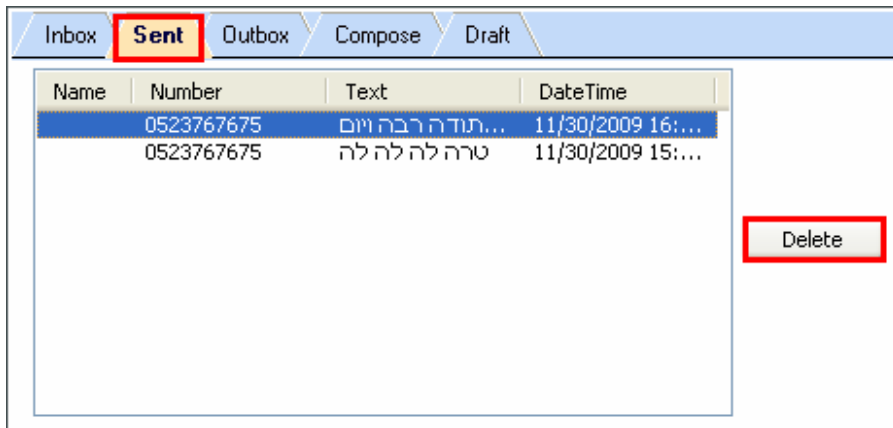 Inbox Sent Outbox Compose Draft
Name Number Text DateTime
0523767675 תודה רבה ויום... 11/30/2009 16:...
0523767675 טרה לה לה לה 11/30/2009 15:...
Delete